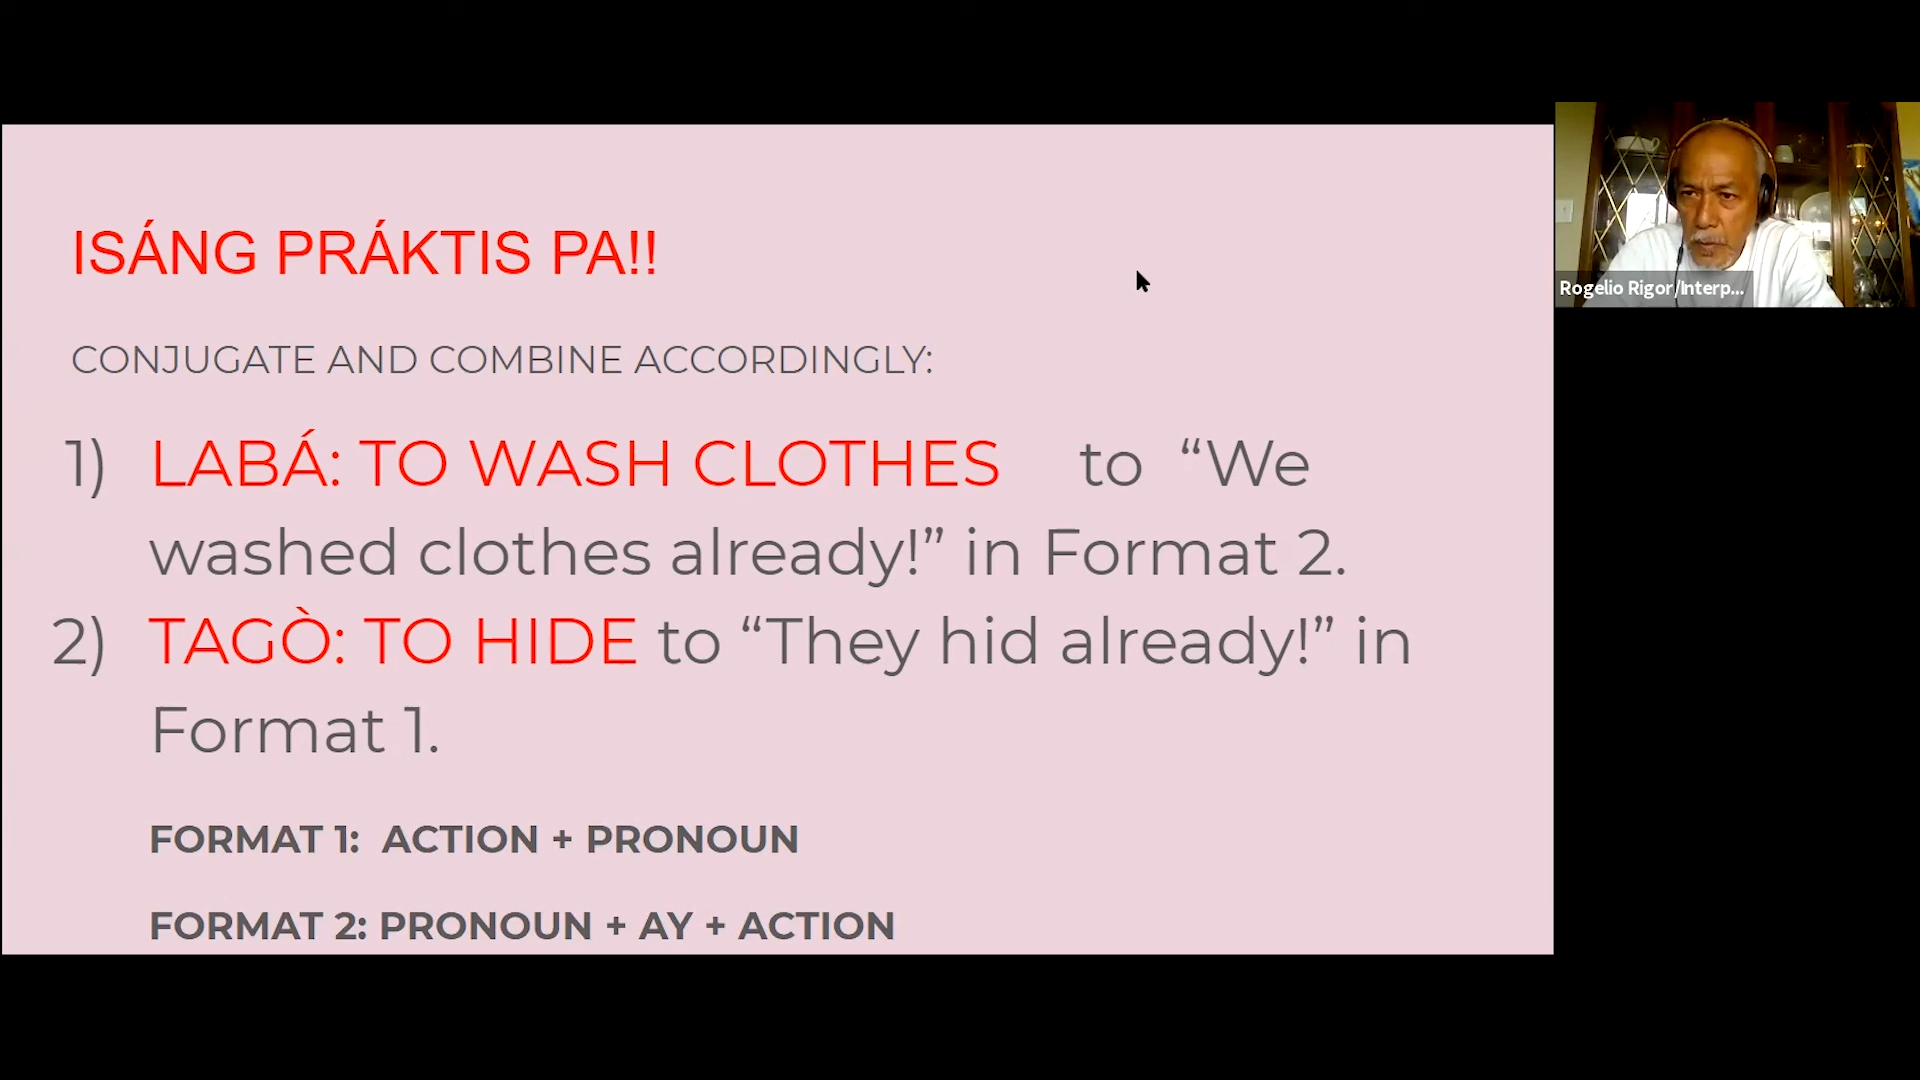 ISÁNG PRÁKTIS PA!!
CONJUGATE AND COMBINE ACCORDINGLY:
1) LABÁ: TO WASH CLOTHES to “We
washed clothes already!” in Format 2.
2) TAGÒ: TO HIDE to “They hid already!” in
Format 1.
FORMAT 1: ACTION + PRONOUN
FORMAT 2: PRONOUN + AY + ACTION
Rogelio Rigor/Interp...